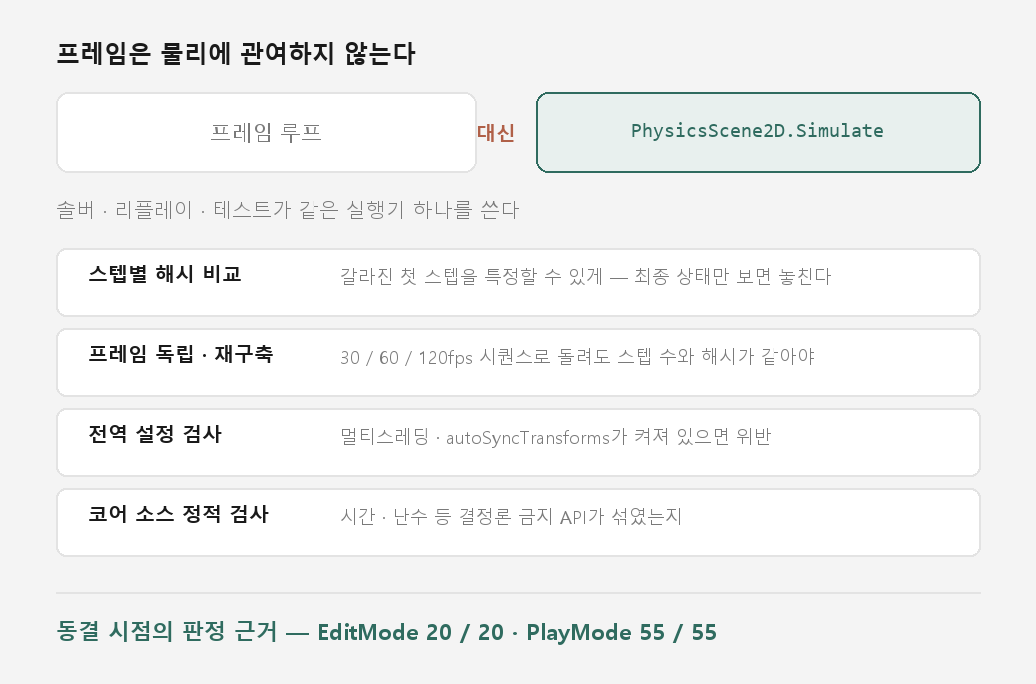 프레임은 물리에 관여하지 않는다
프레임 루프
대신
PhysicsScene2D.Simulate
솔버 · 리플레이 · 테스트가 같은 실행기 하나를 쓴다
스텝별 해시 비교
갈라진 첫 스텝을 특정할 수 있게 — 최종 상태만 보면 놓친다
프레임 독립 · 재구축
30 / 60 / 120fps 시퀀스로 돌려도 스텝 수와 해시가 같아야
전역 설정 검사
멀티스레딩 · autoSyncTransforms가 켜져 있으면 위반
코어 소스 정적 검사
시간 · 난수 등 결정론 금지 API가 섞였는지
동결 시점의 판정 근거 — EditMode 20 / 20 · PlayMode 55 / 55